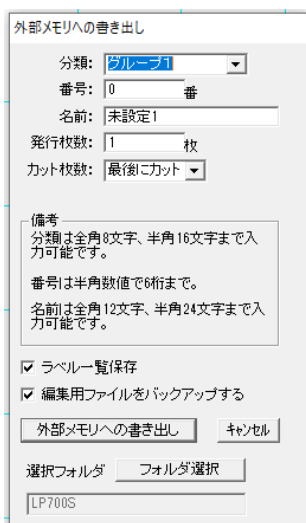 外部メモリへの書き出し
分類: グループ1
番号: 0 番
名前: 未設定1
発行枚数: 1 枚
カット枚数: 最後にカット
備考
分類は全角8文字、半角16文字まで入
力可能です。
番号は半角数値で6桁まで。
名前は全角12文字、半角24文字まで入
力可能です。
ラベル一覧保存
編集用ファイルをバックアップする
外部メモリへの書き出し キャンセル
選択フォルダ フォルダ選択
LP700S